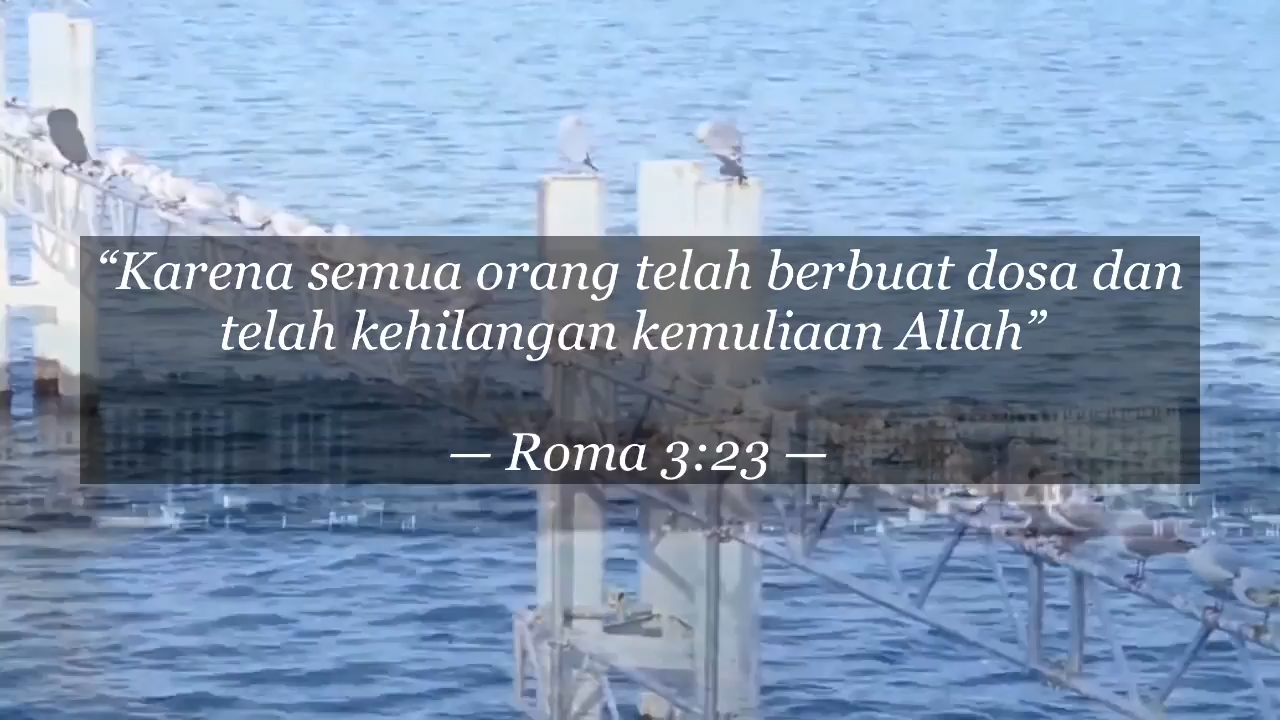 “Karena semua orang telah berbuat dosa dan
telah kehilangan kemuliaan Allah”
— Roma 3:23 —